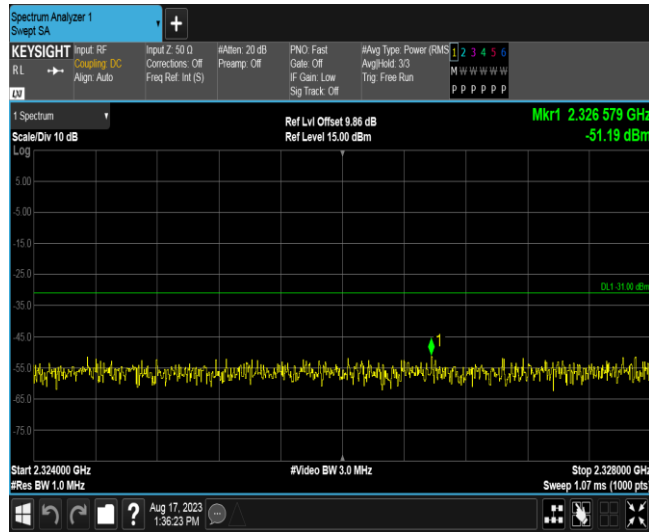 Spectrum Analyzer 1
Swept SA
+
KEYSIGHT
RL
LXI
Input: RF
Coupling: DC
Align: Auto
Input Z: 50 Ω
Corrections: Off
Freq Ref: Int (S)
#Atten: 20 dB
Preamp: Off
PNO: Fast
Gate: Off
IF Gain: Low
Sig Track: Off
#Avg Type: Power (RMS
Avg|Hold: 3/3
Trig: Free Run
1 2 3 4 5 6
M W W W W W
P P P P P P
1 Spectrum
Scale/Div 10 dB
Ref Lvl Offset 9.86 dB
Ref Level 15.00 dBm
Mkr1 2.326 579 GHz
-51.19 dBm
Log
5.00
-5.00
-15.0
-25.0
DL1 -31.00 dBm
-35.0
-45.0
1
-55.0
-65.0
-75.0
Start 2.324000 GHz
#Res BW 1.0 MHz
#Video BW 3.0 MHz
Stop 2.328000 GHz
Sweep 1.07 ms (1000 pts)
?
Aug 17, 2023
1:36:23 PM